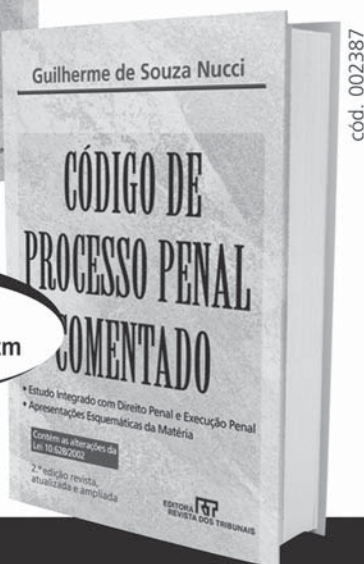 Guilherme de Souza Nucci
CÓDIGO DE
PROCESSO PENAL
COMENTADO
• Estudo Integrado com Direito Penal e Execução Penal
• Apresentações Esquemáticas da Matéria
Contém as alterações da
Lei 10.628/2002
2.ª edição revista,
atualizada e ampliada
EDITORA RT
REVISTA DOS TRIBUNAIS
cód. 002387